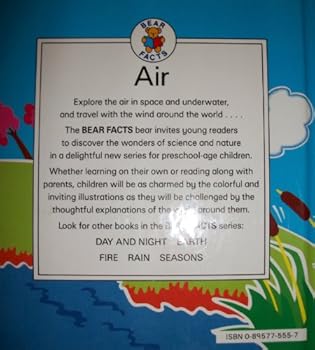 BEAR
FACTS
Air
Explore the air in space and underwater,
and travel with the wind around the world . . . .
The BEAR FACTS bear invites young readers
to discover the wonders of science and nature
in a delightful new series for preschool-age children.
Whether learning on their own or reading along with
parents, children will be as charmed by the colorful and
inviting illustrations as they will be challenged by the
thoughtful explanations of the around them.
Look for other books in the FACTS series:
DAY AND NIGHT EARTH
FIRE RAIN SEASONS
ISBN 0-89577-555-7